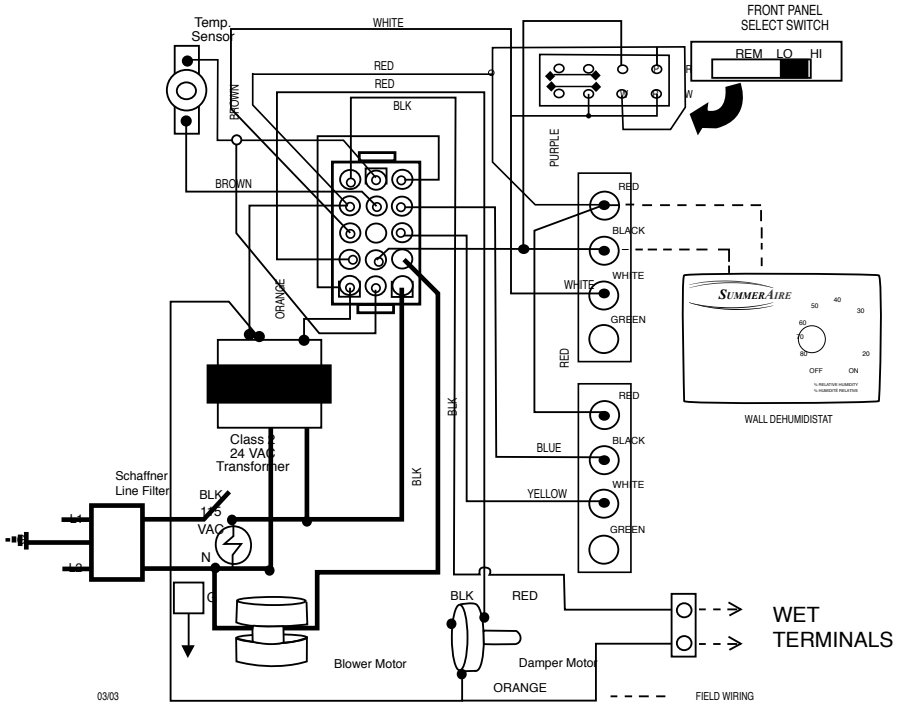 Temp.
Sensor
WHITE
FRONT PANEL
SELECT SWITCH
REM LO HI
RED
RED
BLK
BROWN
BROWN
PURPLE
R
W
W
RED
BLACK
WHITE
WHITE
GREEN
ORANGE
RED
SUMMERAIRE
40
50
30
60
70
80
20
OFF ON
% RELATIVE HUMIDITY
% HUMIDITÉ RELATIVE
WALL DEHUMIDISTAT
RED
BLACK
BLUE
WHITE
YELLOW
GREEN
BLK
BLK
Class 2
24 VAC
Transformer
Schaffner
Line Filter
BLK
115
VAC
L1
N
L2
G
BLK RED
WET
TERMINALS
Blower Motor
Damper Motor
ORANGE
03/03
FIELD WIRING